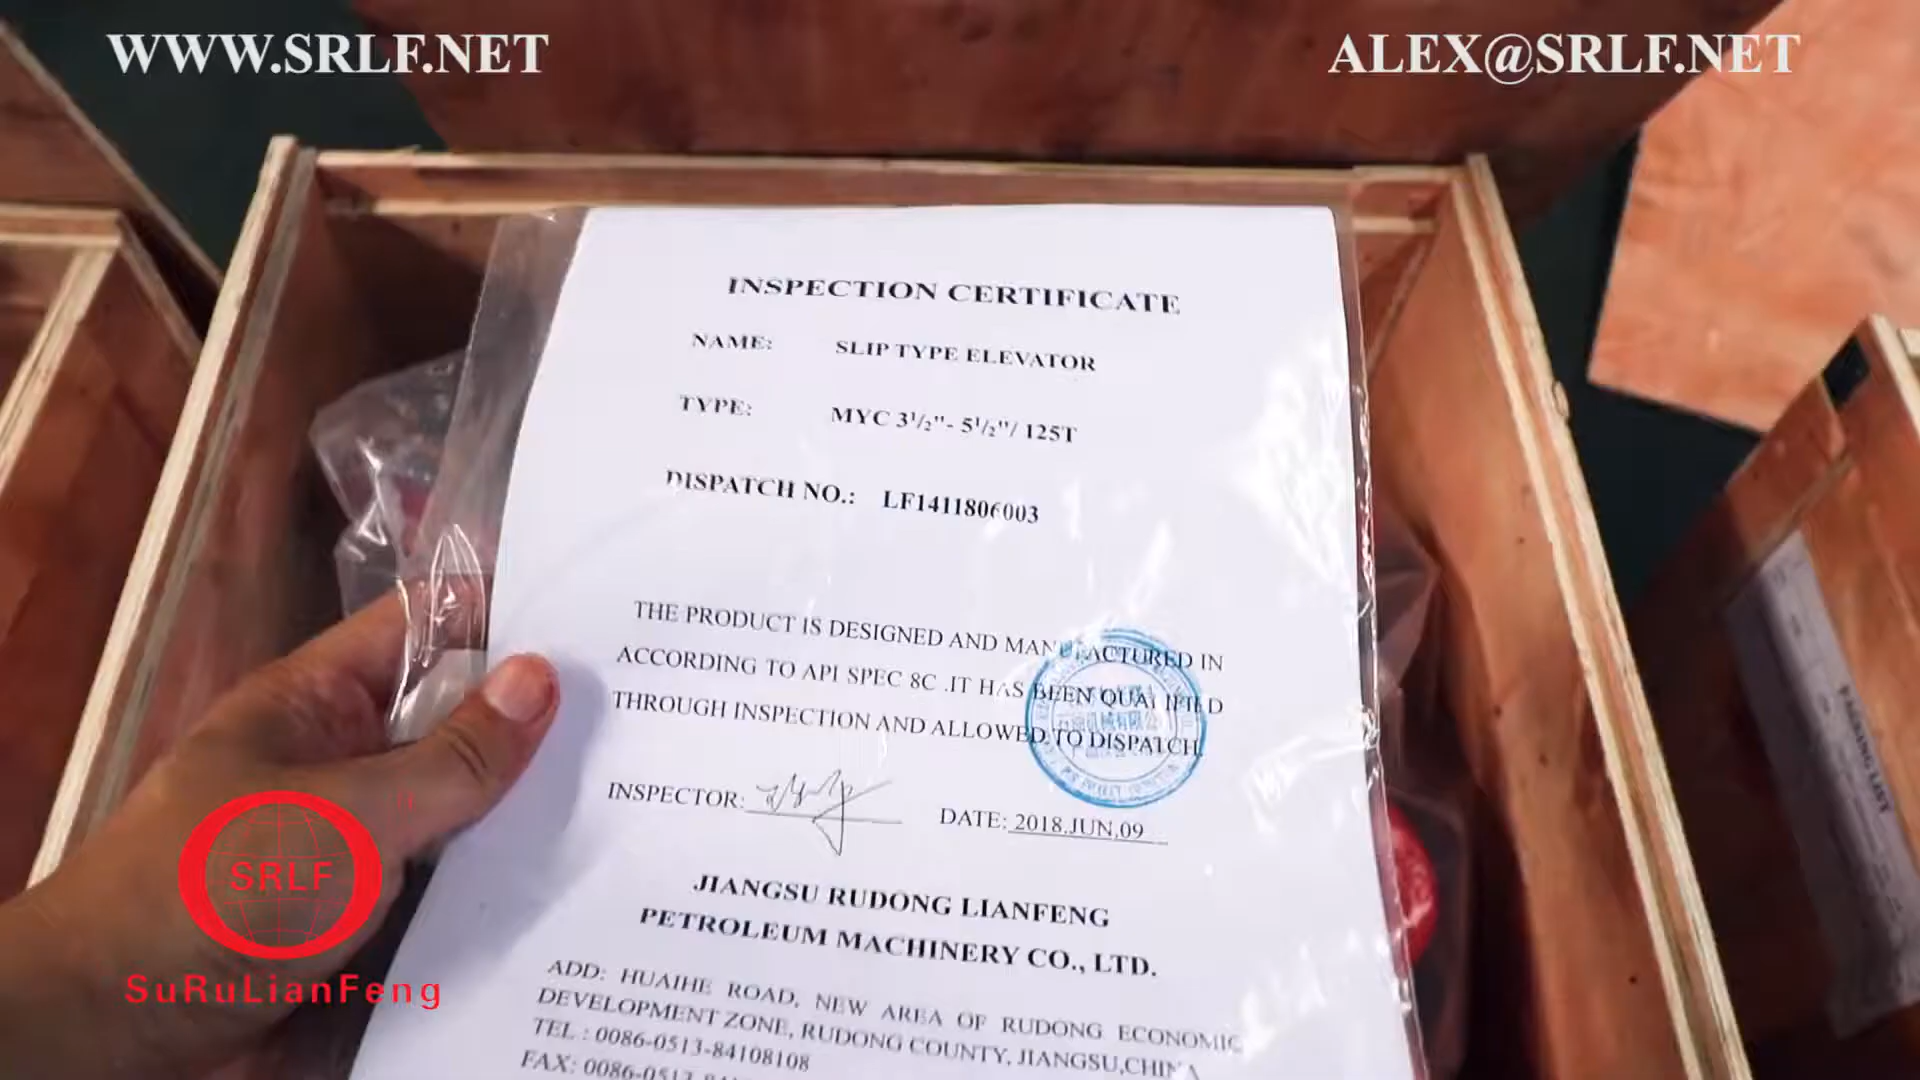 WWW.SRLF.NET
ALEX@SRLF.NET
INSPECTION CERTIFICATE
NAME: SLIP TYPE ELEVATOR
TYPE: MYC 3½"- 5½"/ 125T
DISPATCH NO.: LF1411806003
THE PRODUCT IS DESIGNED AND MANUFACTURED IN
ACCORDING TO API SPEC 8C .IT HAS BEEN QUALIFIED
THROUGH INSPECTION AND ALLOWED TO DISPATCH.
INSPECTOR:
DATE: 2018.JUN,09
JIANGSU RUDONG LIANFENG
PETROLEUM MACHINERY CO., LTD.
ADD: HUAIHE ROAD, NEW AREA OF RUDONG ECONOMIC
DEVELOPMENT ZONE, RUDONG COUNTY, JIANGSU,CHINA
TEL : 0086-0513-84108108
FAX: 0086-0513
SRLF
SuRuLianFeng